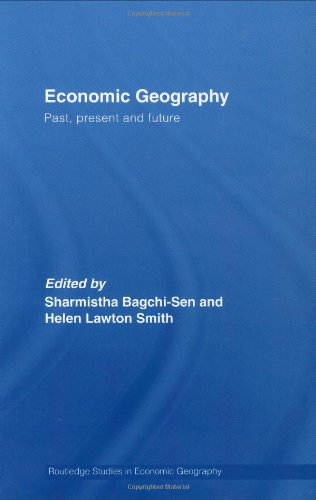 Economic Geography
Past, present and future
Edited by
Sharmistha Bagchi-Sen and
Helen Lawton Smith
Routledge Studies in Economic Geography